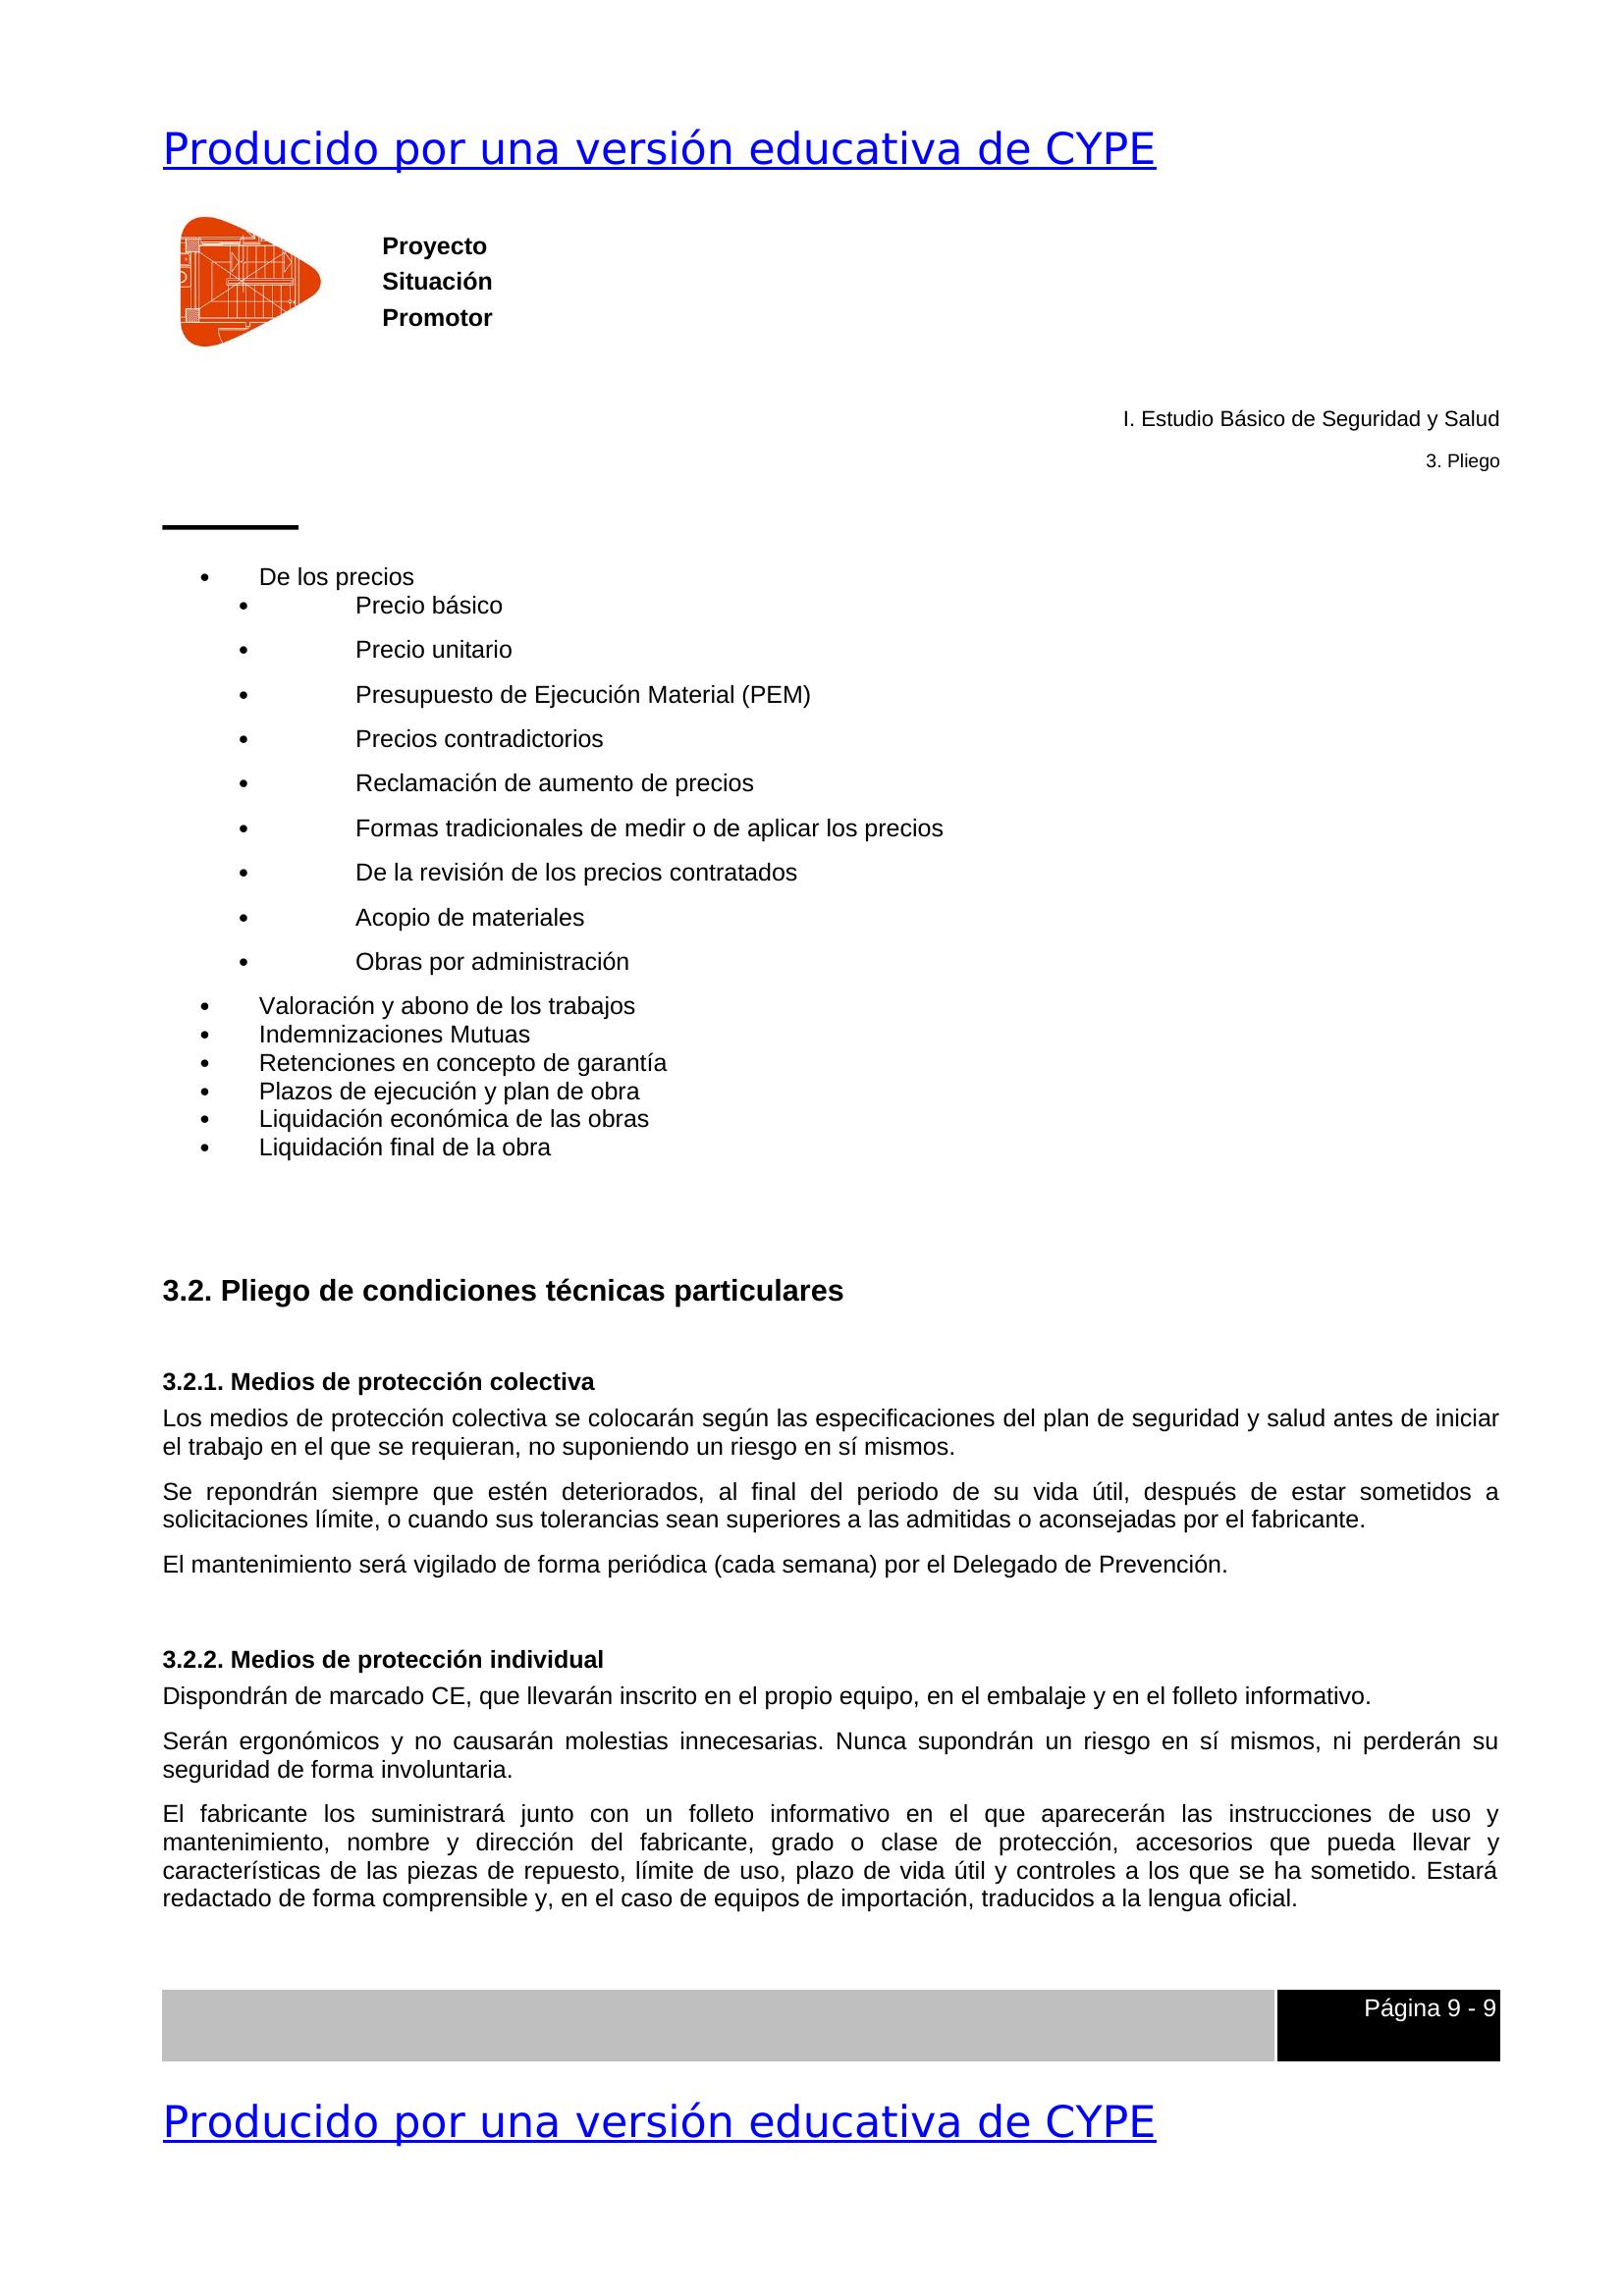 Producido por una versión educativa de CYPE
Proyecto
Situación
Promotor
I. Estudio Básico de Seguridad y Salud
3. Pliego
• De los precios
• Precio básico
• Precio unitario
• Presupuesto de Ejecución Material (PEM)
• Precios contradictorios
• Reclamación de aumento de precios
• Formas tradicionales de medir o de aplicar los precios
• De la revisión de los precios contratados
• Acopio de materiales
• Obras por administración
• Valoración y abono de los trabajos
• Indemnizaciones Mutuas
• Retenciones en concepto de garantía
• Plazos de ejecución y plan de obra
• Liquidación económica de las obras
• Liquidación final de la obra
3.2. Pliego de condiciones técnicas particulares
3.2.1. Medios de protección colectiva
Los medios de protección colectiva se colocarán según las especificaciones del plan de seguridad y salud antes de iniciar
el trabajo en el que se requieran, no suponiendo un riesgo en sí mismos.
Se repondrán siempre que estén deteriorados, al final del periodo de su vida útil, después de estar sometidos a
solicitaciones límite, o cuando sus tolerancias sean superiores a las admitidas o aconsejadas por el fabricante.
El mantenimiento será vigilado de forma periódica (cada semana) por el Delegado de Prevención.
3.2.2. Medios de protección individual
Dispondrán de marcado CE, que llevarán inscrito en el propio equipo, en el embalaje y en el folleto informativo.
Serán ergonómicos y no causarán molestias innecesarias. Nunca supondrán un riesgo en sí mismos, ni perderán su
seguridad de forma involuntaria.
El fabricante los suministrará junto con un folleto informativo en el que aparecerán las instrucciones de uso y
mantenimiento, nombre y dirección del fabricante, grado o clase de protección, accesorios que pueda llevar y
características de las piezas de repuesto, límite de uso, plazo de vida útil y controles a los que se ha sometido. Estará
redactado de forma comprensible y, en el caso de equipos de importación, traducidos a la lengua oficial.
Página 9 - 9
Producido por una versión educativa de CYPE